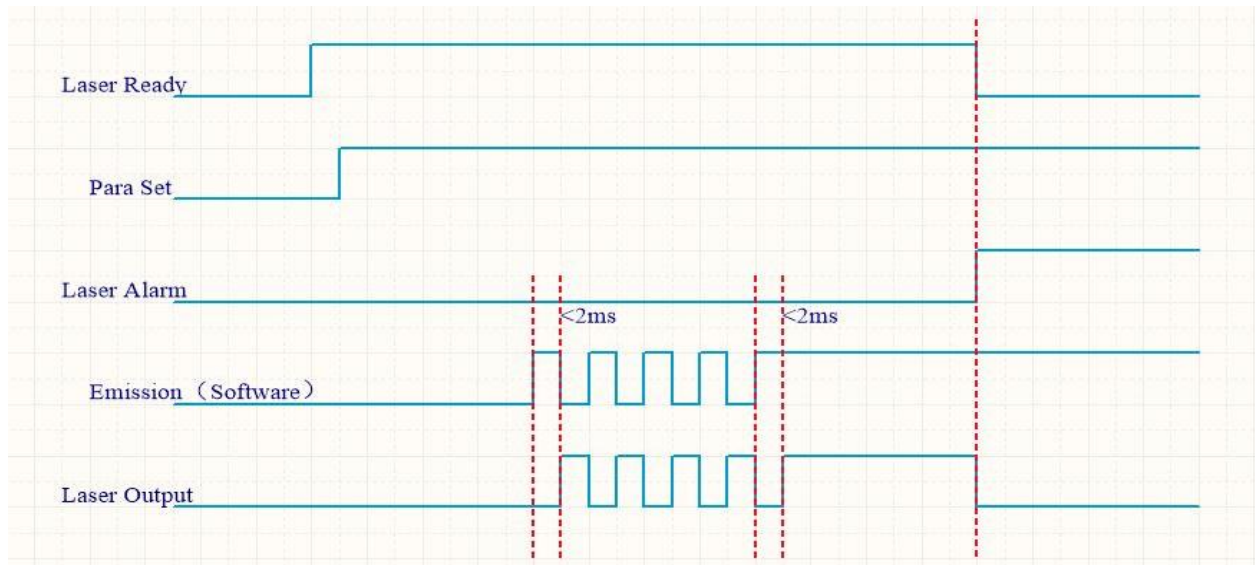 Laser Ready
Para Set
Laser Alarm
<2ms <2ms
Emission（Software）
Laser Output